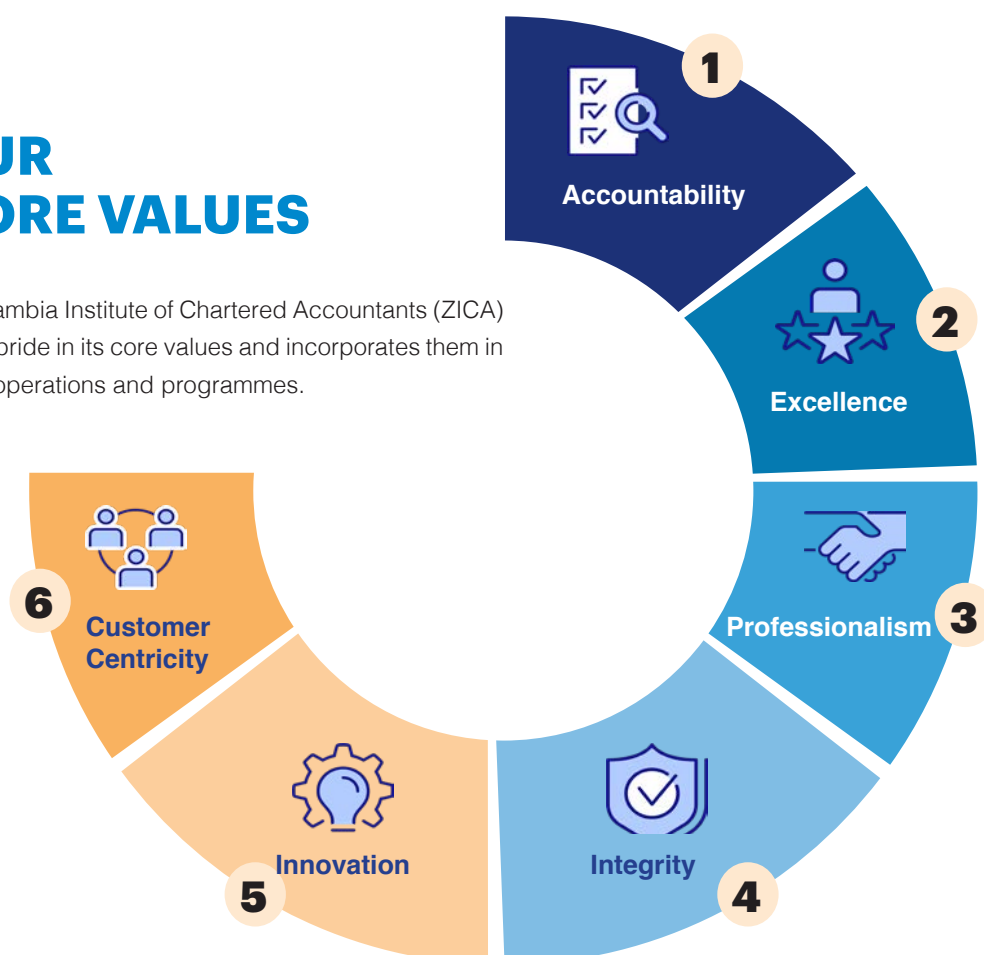 UR
ORE VALUES
ambia Institute of Chartered Accountants (ZICA)
pride in its core values and incorporates them in
operations and programmes.
1
Accountability
2
Excellence
3
Professionalism
4
Integrity
5
Innovation
6
Customer
Centricity